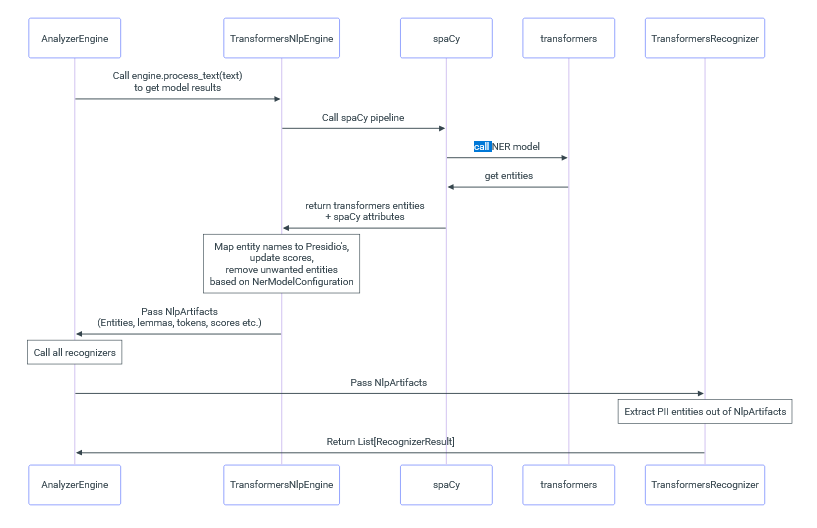 AnalyzerEngine
TransformersNlpEngine
spaCy
transformers
TransformersRecognizer
Call engine.process_text(text)
to get model results
Call spaCy pipeline
call NER model
get entities
return transformers entities
+ spaCy attributes
Map entity names to Presidio's,
update scores,
remove unwanted entities
based on NerModelConfiguration
Pass NlpArtifacts
(Entities, lemmas, tokens, scores etc.)
Call all recognizers
Pass NlpArtifacts
Extract PII entities out of NlpArtifacts
Return List[RecognizerResult]
AnalyzerEngine
TransformersNlpEngine
spaCy
transformers
TransformersRecognizer